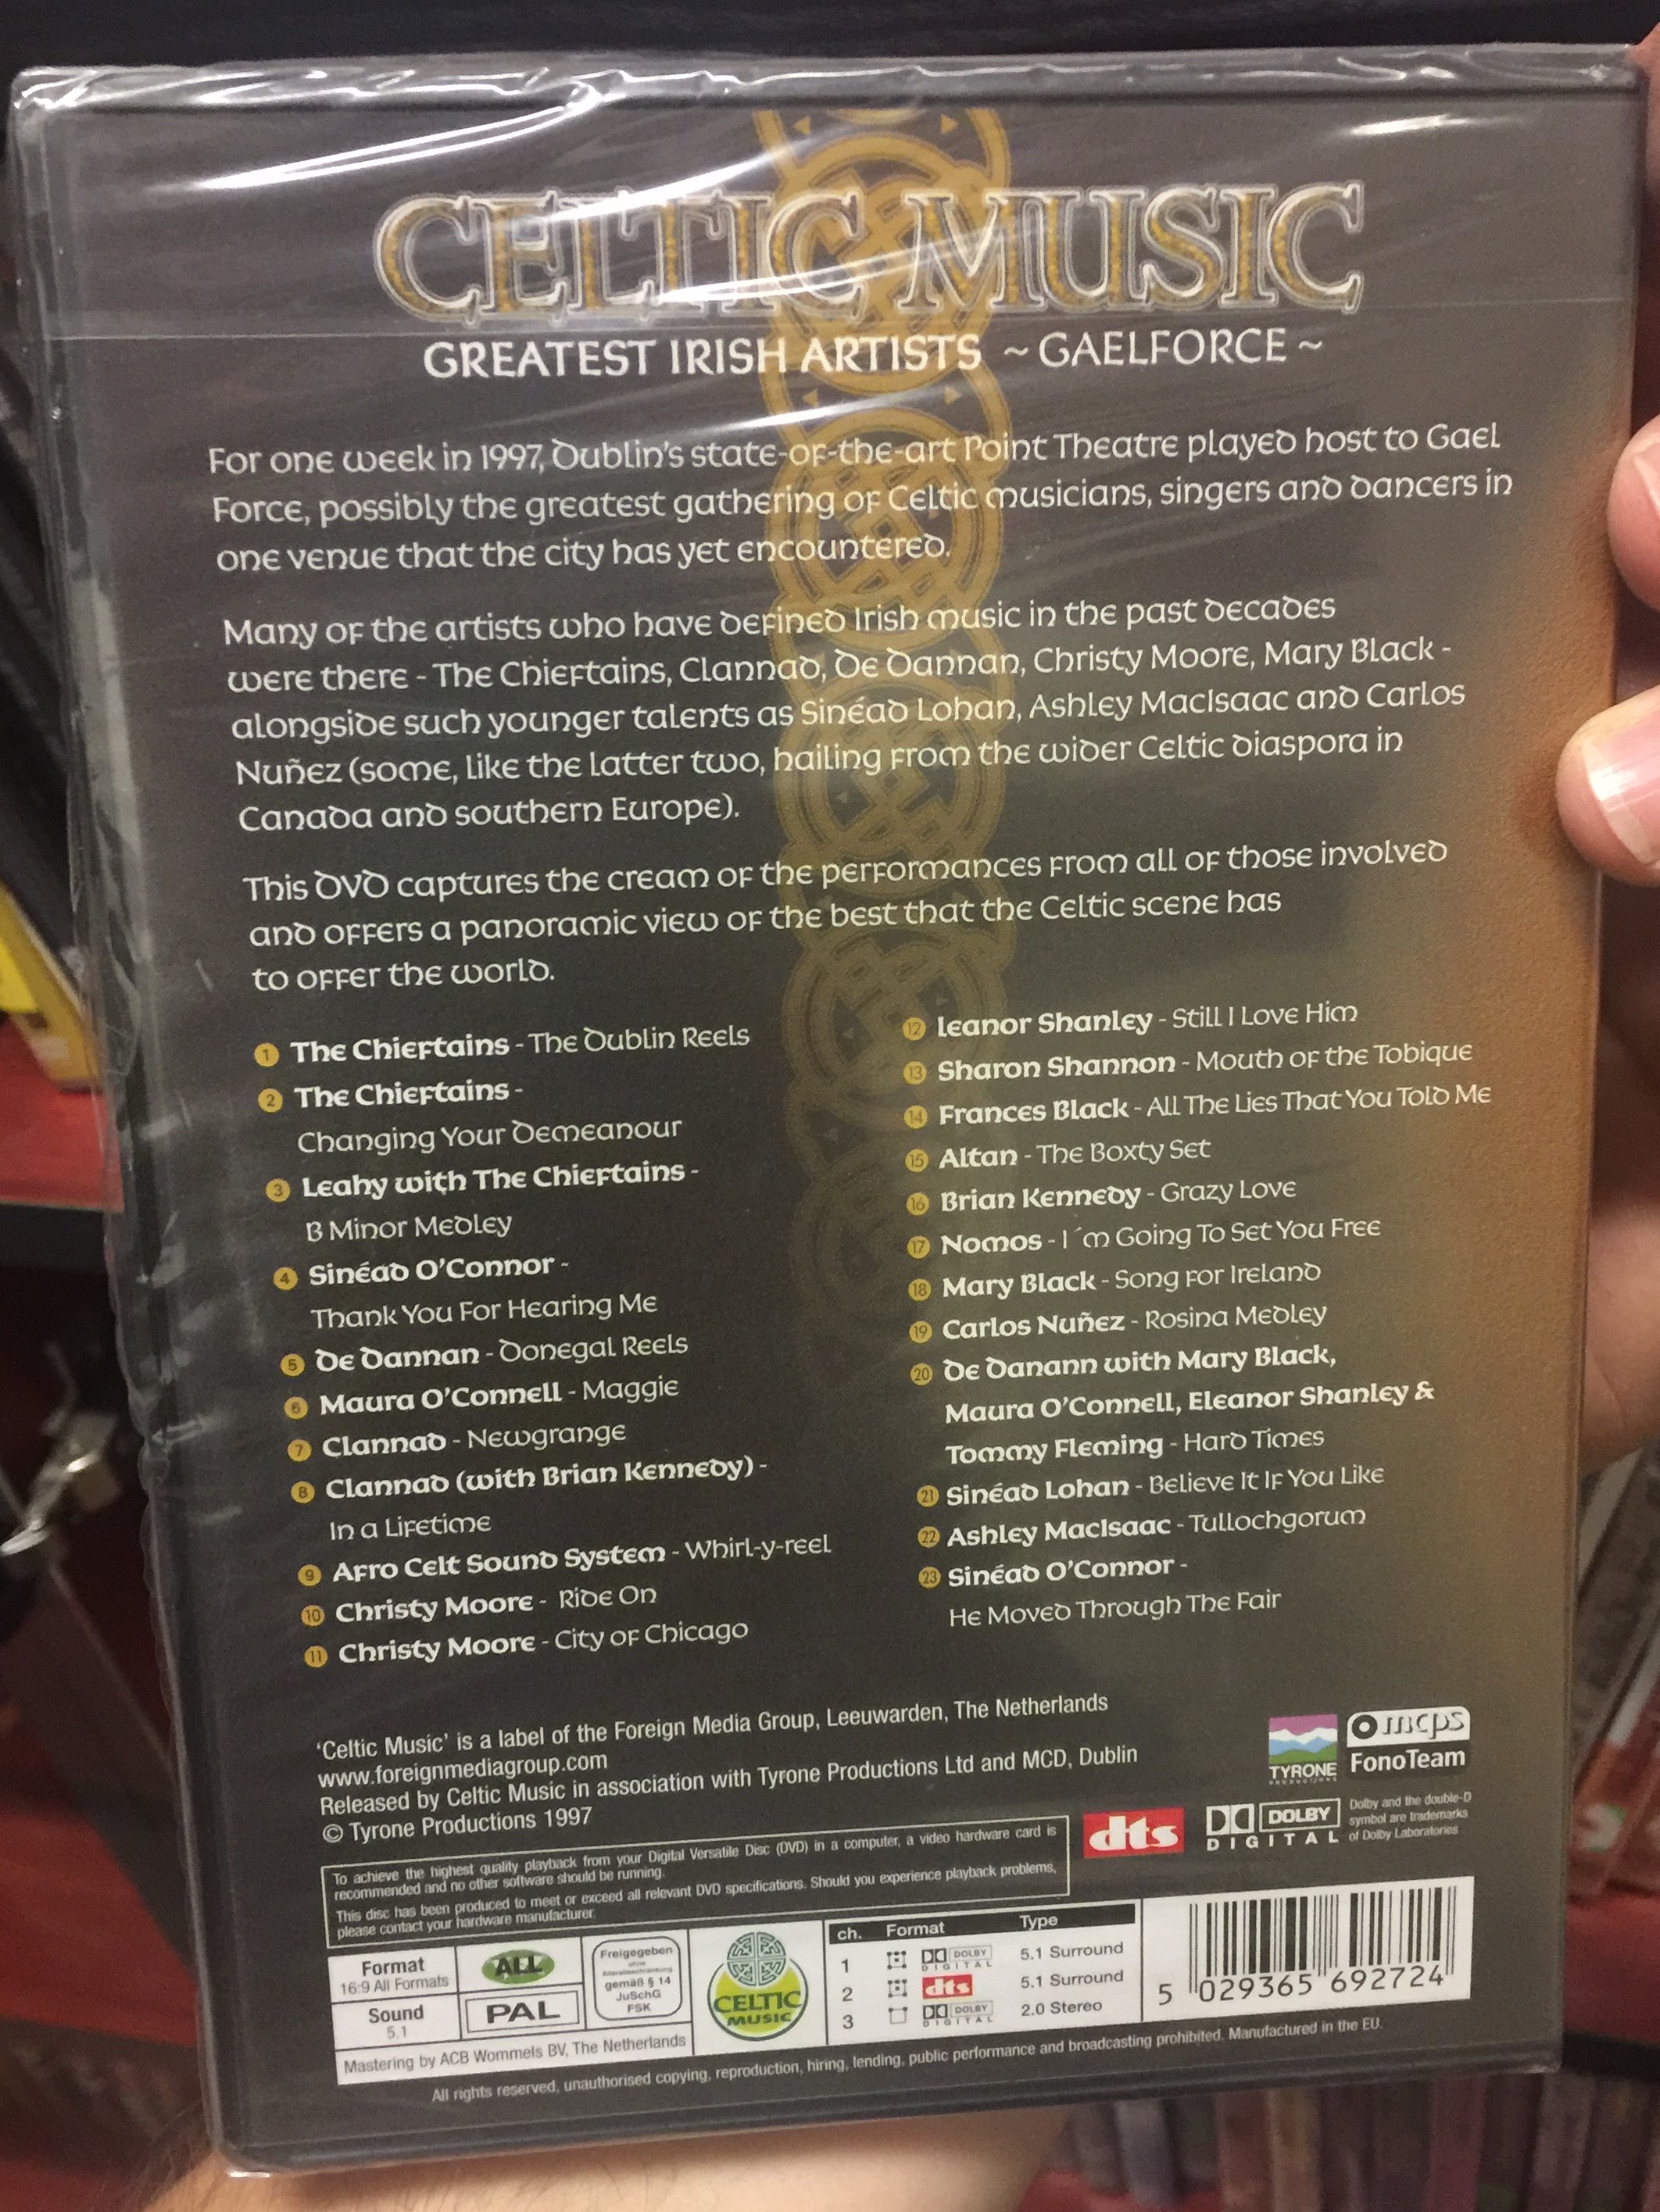 CELTIC MUSIC
GREATEST IRISH ARTISTS ~ GAELFORCE ~
For one week in 1997, Dublin's state-of-the-art Point Theatre played host to Gael
Force, possibly the greatest gathering of Celtic musicians, singers and dancers in
one venue that the city has yet encountered.
Many of the artists who have defined Irish music in the past decades
were there - The Chieftains, Clannad, De Dannan, Christy Moore, Mary Black -
alongside such younger talents as Sinéad Lohan, Ashley MacIsaac and Carlos
Nuñez (some, like the latter two, hailing from the wider Celtic diaspora in
Canada and southern Europe).
This DVD captures the cream of the performances from all of those involved
and offers a panoramic view of the best that the Celtic scene has
to offer the world.
1 The Chieftains - The Dublin Reels
2 The Chieftains -
Changing Your Demeanour
3 Leahy with The Chieftains -
B Minor Medley
4 Sinéad O'Connor -
Thank You For Hearing Me
5 De Dannan - Donegal Reels
6 Maura O'Connell - Maggie
7 Clannad - Newgrange
8 Clannad (with Brian Kennedy) -
In a Lifetime
9 Afro Celt Sound System - Whirl-y-reel
10 Christy Moore - Ride On
11 Christy Moore - City of Chicago
12 leanor Shanley - Still I Love Him
13 Sharon Shannon - Mouth of the Tobique
14 Frances Black - All The Lies That You Told Me
15 Altan - The Boxty Set
16 Brian Kennedy - Grazy Love
17 Nomos - I´m Going To Set You Free
18 Mary Black - Song for Ireland
19 Carlos Nuñez - Rosina Medley
20 De Danann with Mary Black,
Maura O'Connell, Eleanor Shanley &
Tommy Fleming - Hard Times
21 Sinéad Lohan - Believe It If You Like
22 Ashley MacIsaac - Tullochgorum
23 Sinéad O'Connor -
He Moved Through The Fair
'Celtic Music' is a label of the Foreign Media Group, Leeuwarden, The Netherlands
www.foreignmediagroup.com
Released by Celtic Music in association with Tyrone Productions Ltd and MCD, Dublin
© Tyrone Productions 1997
TYRONE
PRODUCTIONS
mcps
FonoTeam
dts
DOLBY
DIGITAL
Dolby and the double-D
symbol are trademarks
of Dolby Laboratories
To achieve the highest quality playback from your Digital Versatile Disc (DVD) in a computer, a video hardware card is
recommended and no other software should be running.
This disc has been produced to meet or exceed all relevant DVD specifications. Should you experience playback problems,
please contact your hardware manufacturer.
Format
16:9 All Formats
Sound
5.1
ALL
PAL
Freigegeben
ohne
Altersbeschränkung
gemäß § 14
JuSchG
FSK
Mastering by ACB Wommels BV, The Netherlands
CELTIC
MUSIC
ch. Format Type
1 DOLBY DIGITAL 5.1 Surround
2 dts 5.1 Surround
3 DOLBY DIGITAL 2.0 Stereo
5 029365 692724
All rights reserved, unauthorised copying, reproduction, hiring, lending, public performance and broadcasting prohibited. Manufactured in the EU.